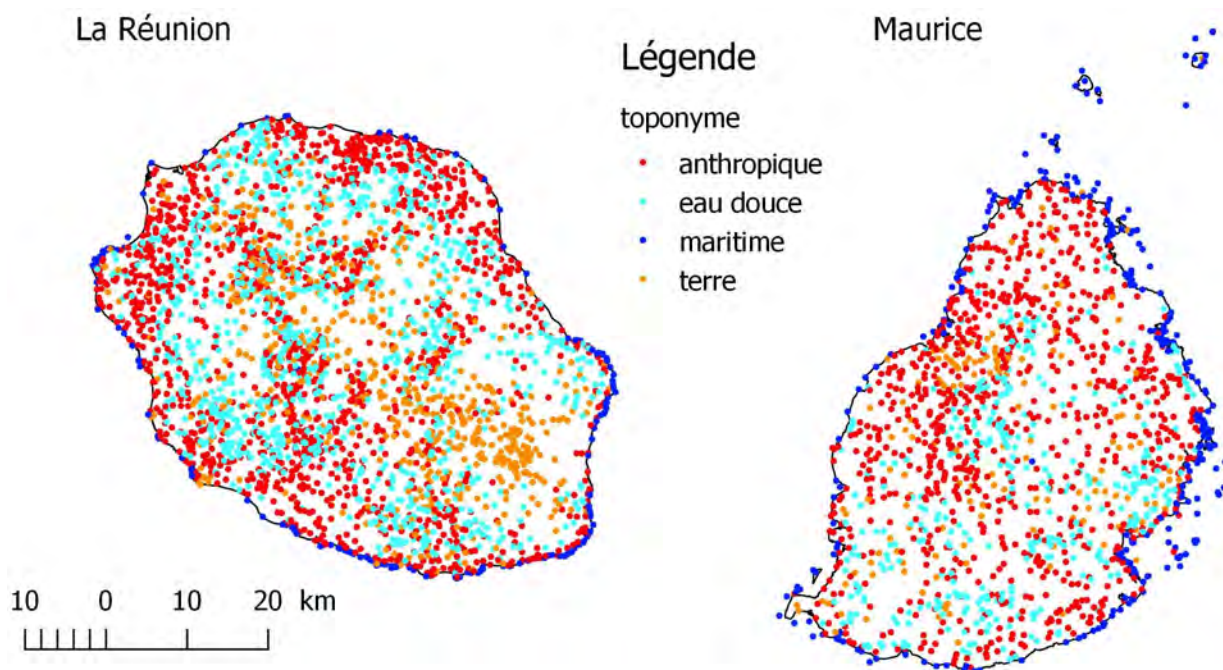 La Réunion
Maurice
Légende
toponyme
anthropique
eau douce
maritime
terre
10 0 10 20 km